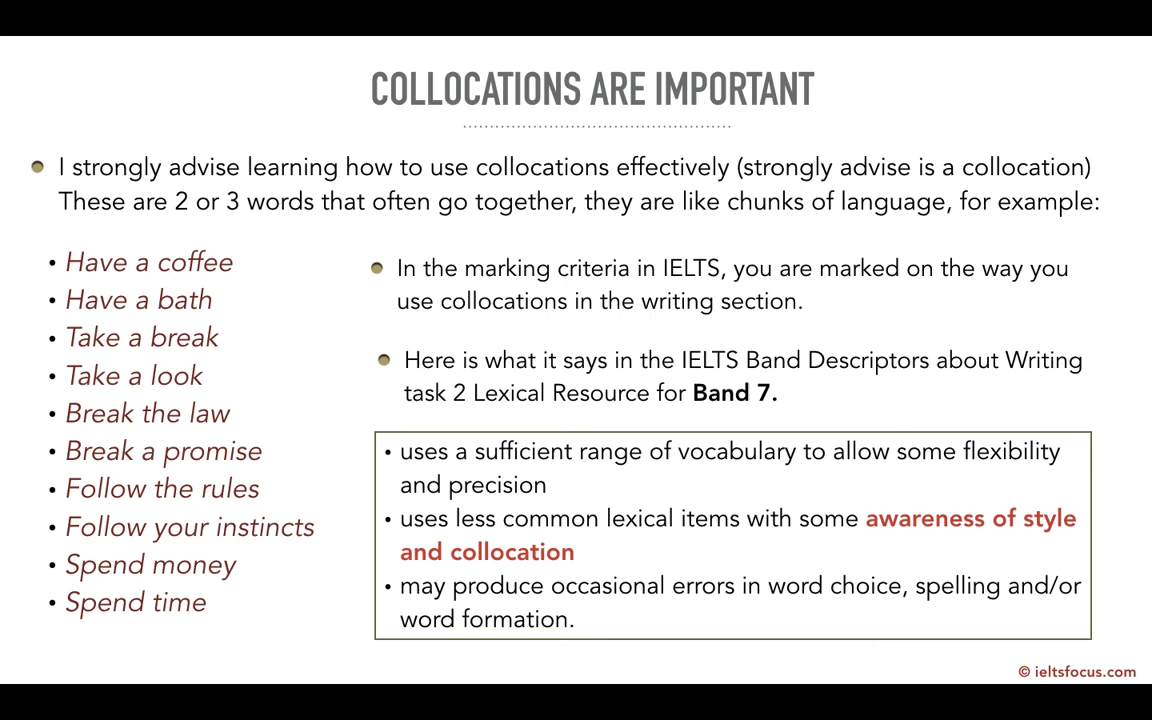 COLLOCATIONS ARE IMPORTANT
I strongly advise learning how to use collocations effectively (strongly advise is a collocation)
These are 2 or 3 words that often go together, they are like chunks of language, for example:
• Have a coffee
• Have a bath
• Take a break
• Take a look
• Break the law
• Break a promise
• Follow the rules
• Follow your instincts
• Spend money
• Spend time
In the marking criteria in IELTS, you are marked on the way you
use collocations in the writing section.
Here is what it says in the IELTS Band Descriptors about Writing
task 2 Lexical Resource for Band 7.
• uses a sufficient range of vocabulary to allow some flexibility
and precision
• uses less common lexical items with some awareness of style
and collocation
• may produce occasional errors in word choice, spelling and/or
word formation.
© ieltsfocus.com